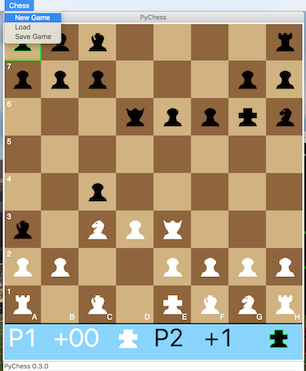 Chess
New Game
PyChess
Load
Save Game
7
6
5
4
3
2
1
A B C D E F G H
P1 +00 P2 +1
PyChess 0.3.0